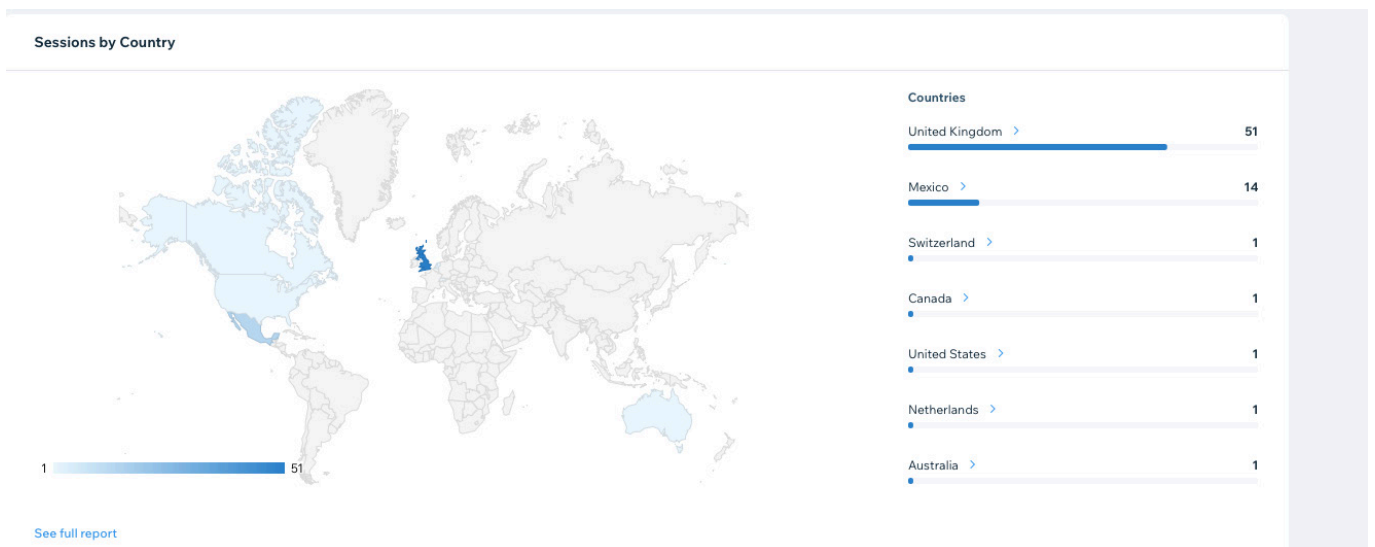 Sessions by Country
Countries
United Kingdom 51
Mexico 14
Switzerland 1
Canada 1
United States 1
Netherlands 1
Australia 1
1 51
See full report